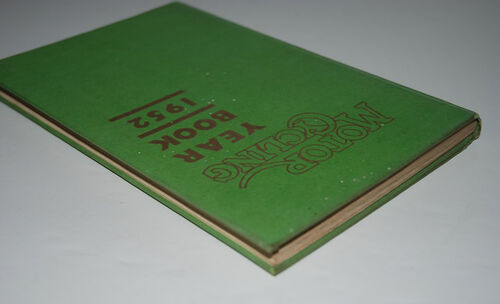 MOTOR
CYCLING
YEAR
BOOK
1952